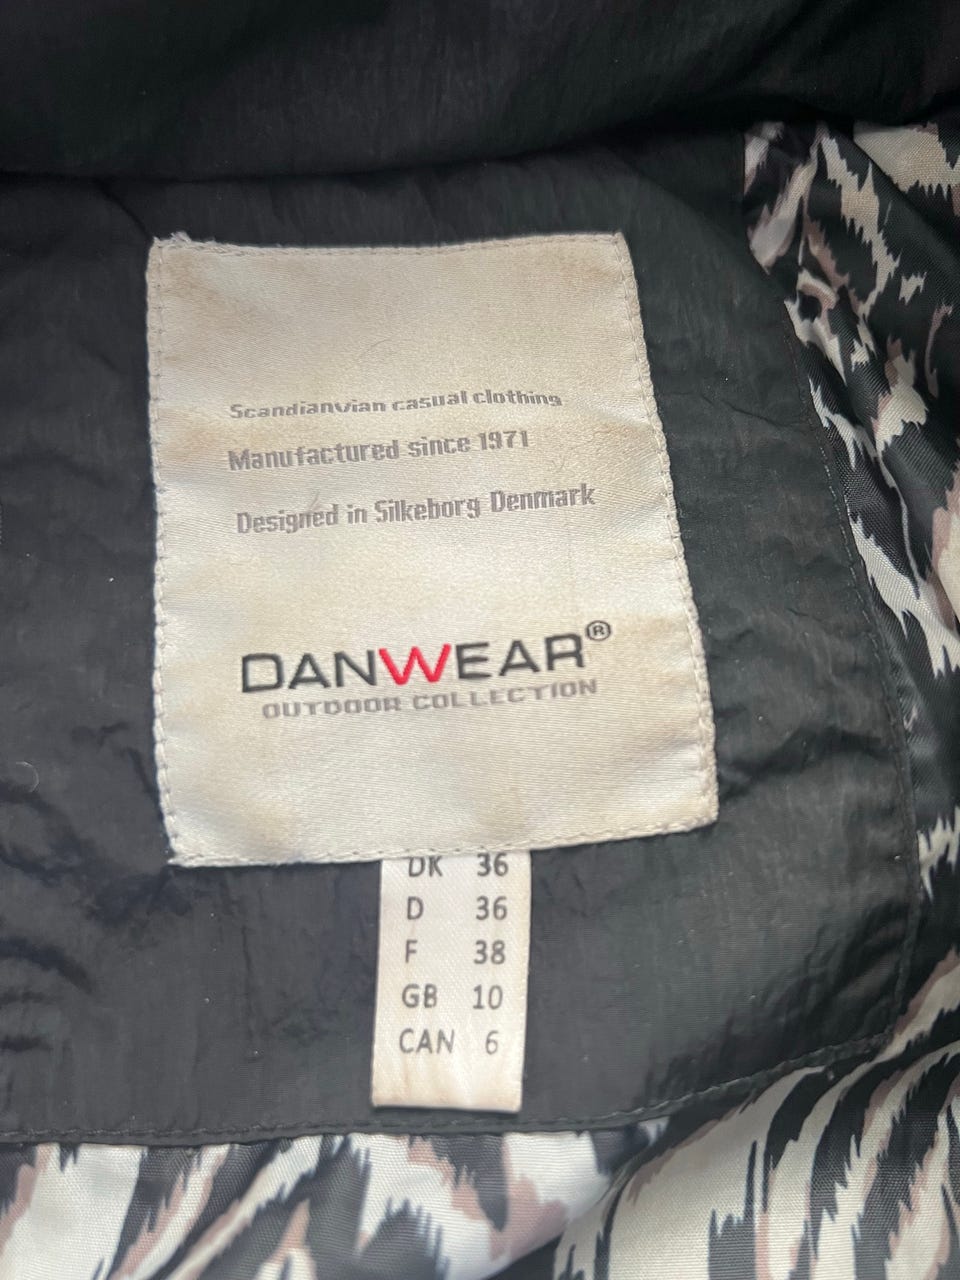 Scandianvian casual clothing
Manufactured since 1971
Designed in Silkeborg Denmark
DANWEAR®
OUTDOOR COLLECTION
DK 36
D 36
F 38
GB 10
CAN 6